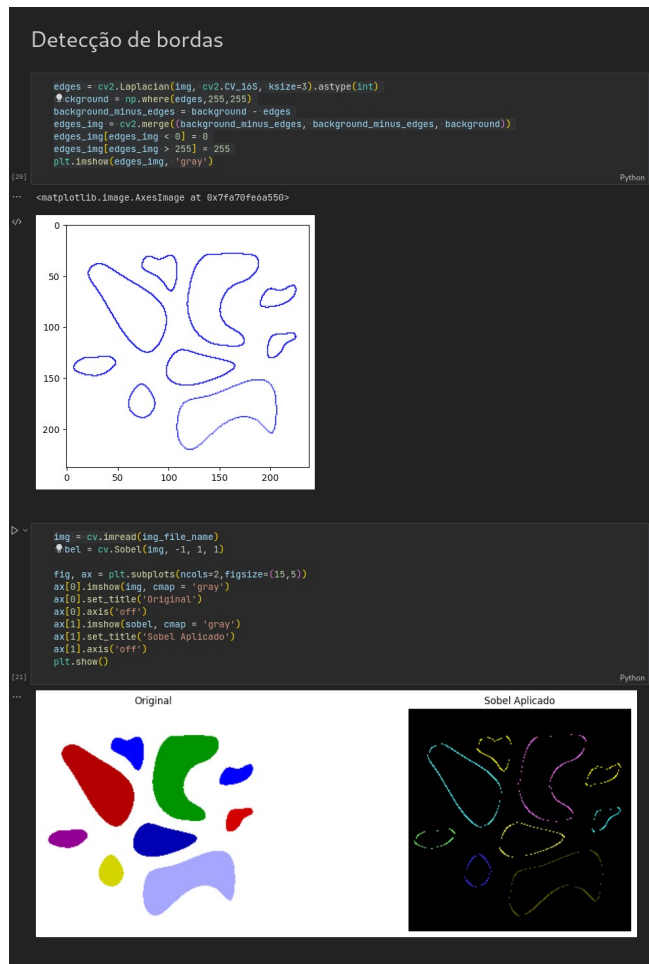 Detecção de bordas
edges = cv2.Laplacian(img, cv2.CV_16S, ksize=3).astype(int)
ckground = np.where(edges,255,255)
background_minus_edges = background - edges
edges_img = cv2.merge((background_minus_edges, background_minus_edges, background))
edges_img[edges_img < 0] = 0
edges_img[edges_img > 255] = 255
plt.imshow(edges_img, 'gray')
[20]
Python
... <matplotlib.image.AxesImage at 0x7fa70fe6a550>
</>
0
50
100
150
200
0 50 100 150 200
img = cv.imread(img_file_name)
bel = cv.Sobel(img, -1, 1, 1)
fig, ax = plt.subplots(ncols=2,figsize=(15,5))
ax[0].imshow(img, cmap = 'gray')
ax[0].set_title('Original')
ax[0].axis('off')
ax[1].imshow(sobel, cmap = 'gray')
ax[1].set_title('Sobel Aplicado')
ax[1].axis('off')
plt.show()
[21]
Python
...
Original Sobel Aplicado